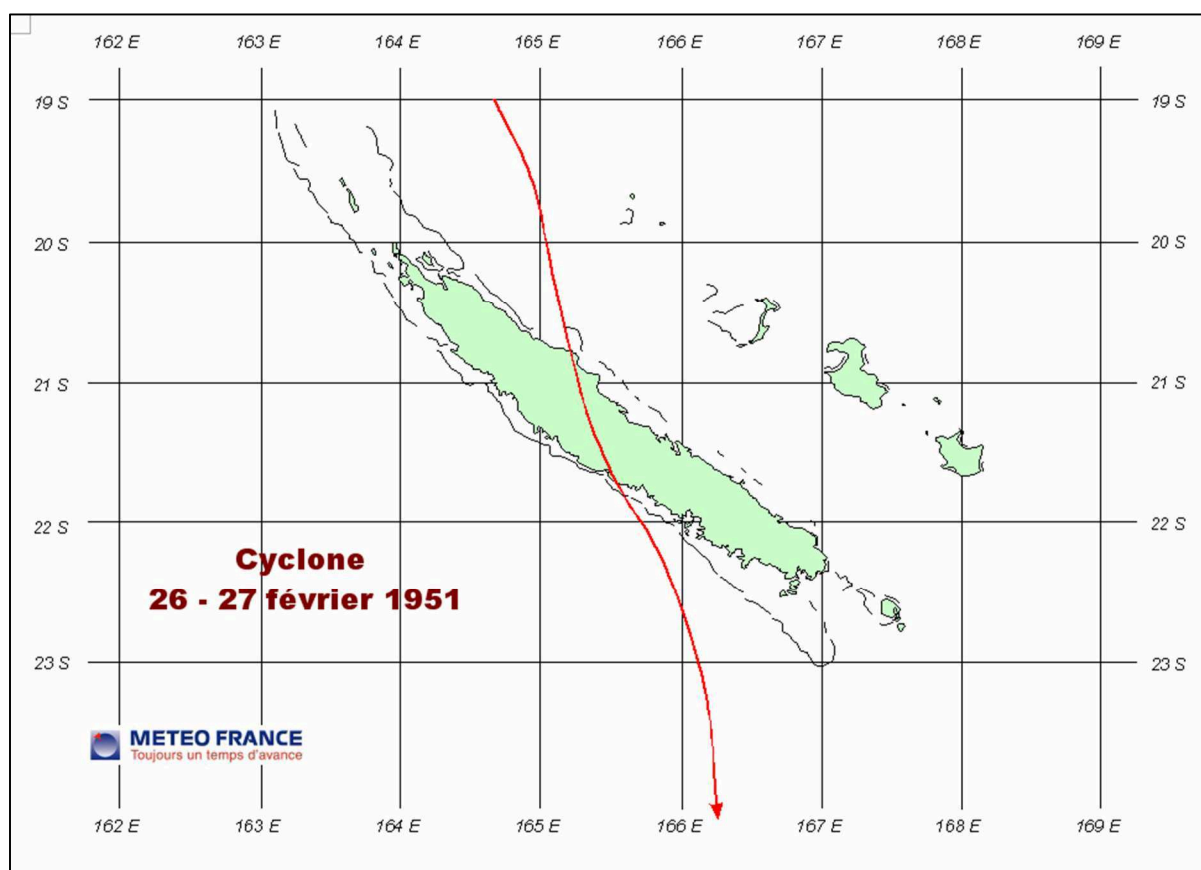 162 E 163 E 164 E 165 E 166 E 167 E 168 E 169 E
19 S 19 S
20 S 20 S
21 S 21 S
22 S 22 S
Cyclone
26 - 27 février 1951
23 S 23 S
METEO FRANCE
Toujours un temps d'avance
162 E 163 E 164 E 165 E 166 E 167 E 168 E 169 E